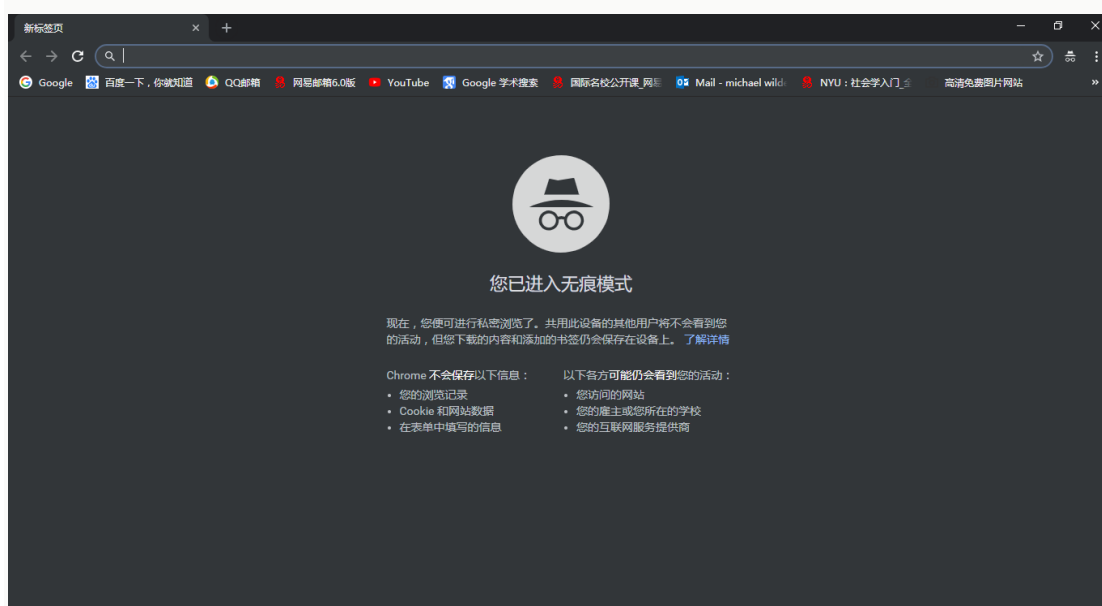 新标签页
Google 百度一下，你就知道 QQ邮箱 网易邮箱6.0版 YouTube Google 学术搜索 国际名校公开课_网易 Mail - michael wild NYU：社会学入门_全 高清免费图片网站
您已进入无痕模式
现在，您便可进行私密浏览了。共用此设备的其他用户将不会看到您
的活动，但您下载的内容和添加的书签仍会保存在设备上。了解详情
Chrome 不会保存以下信息：
• 您的浏览记录
• Cookie 和网站数据
• 在表单中填写的信息
以下各方可能仍会看到您的活动：
• 您访问的网站
• 您的雇主或您所在的学校
• 您的互联网服务提供商